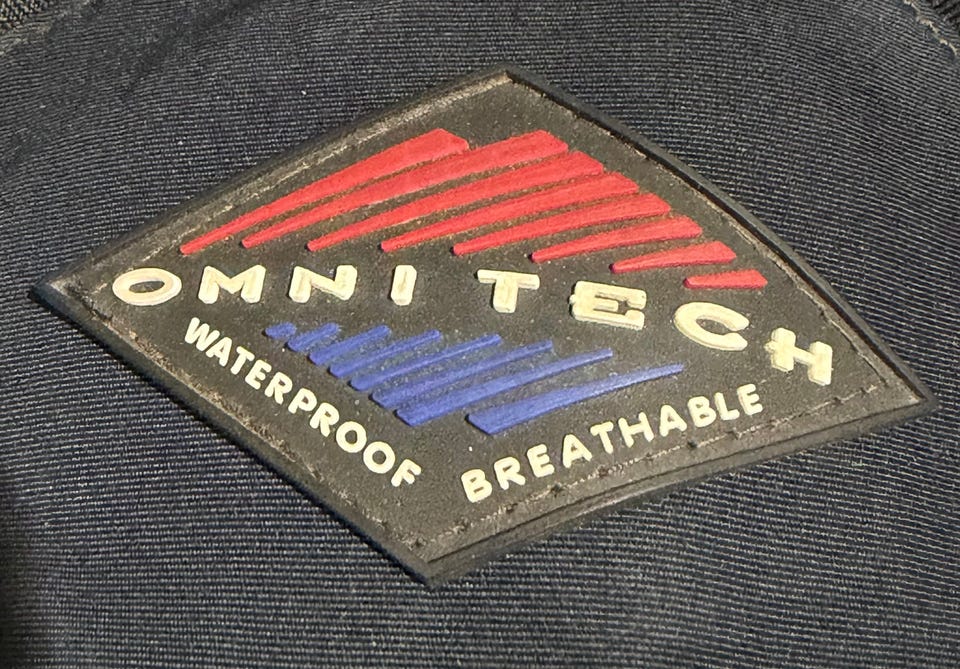 OMNI TECH
WATERPROOF
BREATHABLE